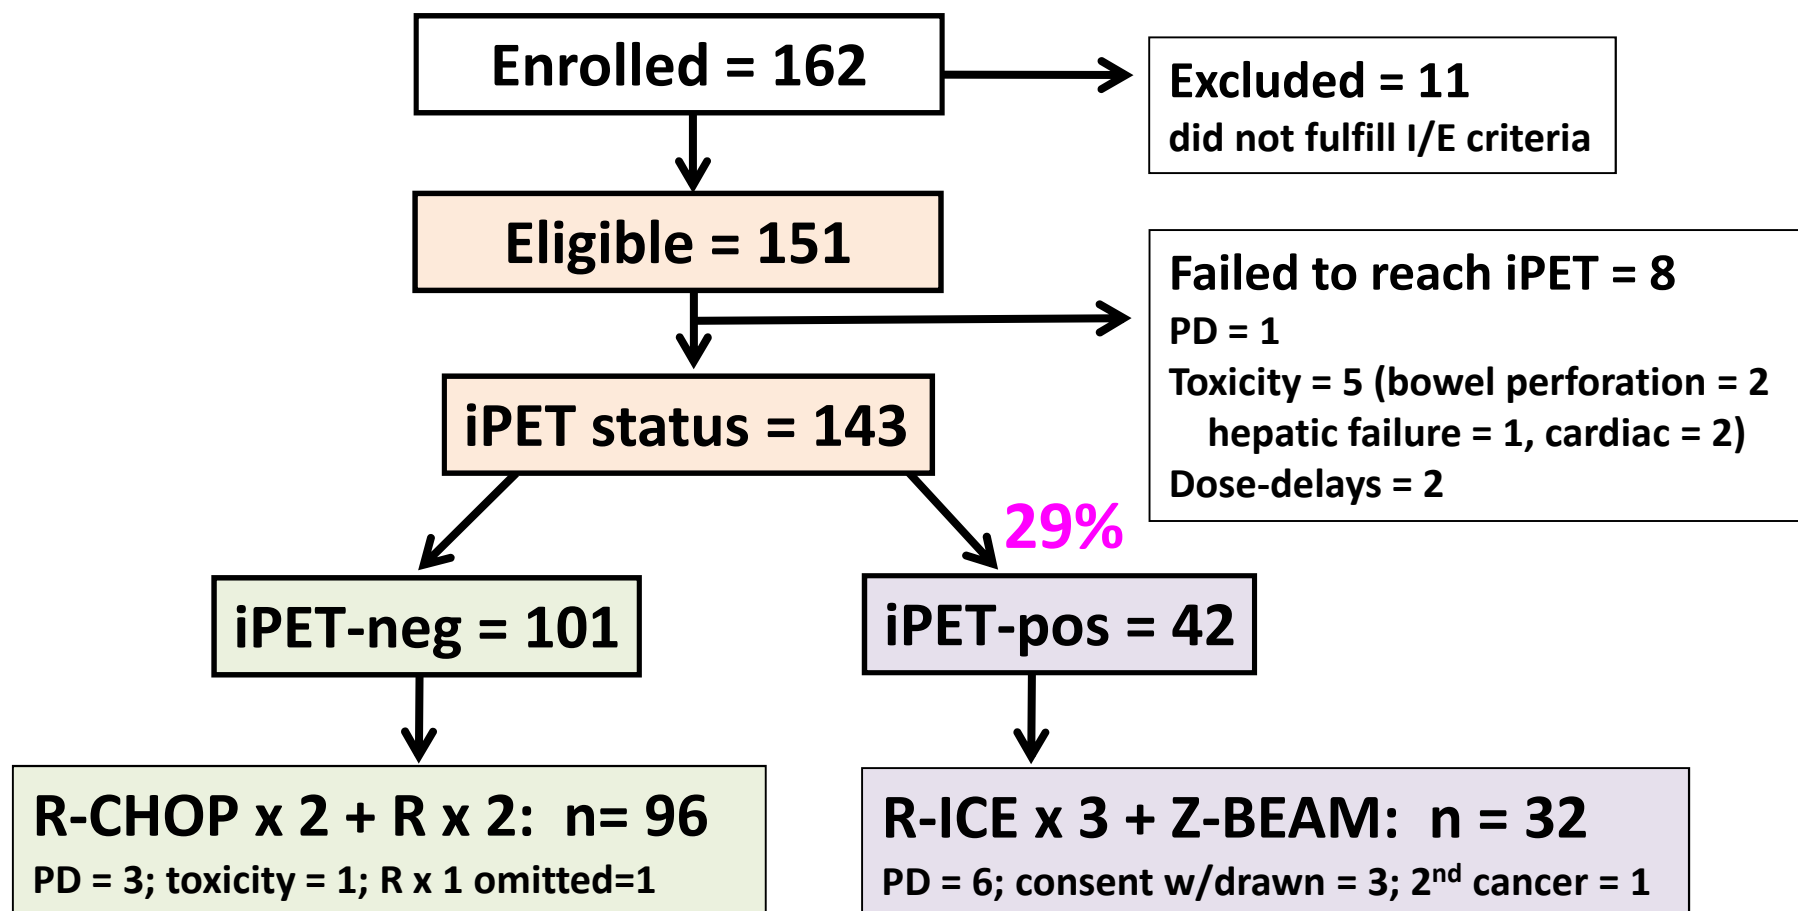 Enrolled = 162
Excluded = 11
did not fulfill I/E criteria
Eligible = 151
Failed to reach iPET = 8
PD = 1
Toxicity = 5 (bowel perforation = 2
hepatic failure = 1, cardiac = 2)
Dose-delays = 2
iPET status = 143
29%
iPET-neg = 101
iPET-pos = 42
R-CHOP x 2 + R x 2:  n= 96
PD = 3; toxicity = 1; R x 1 omitted=1
R-ICE x 3 + Z-BEAM:  n = 32
PD = 6; consent w/drawn = 3; 2nd cancer = 1